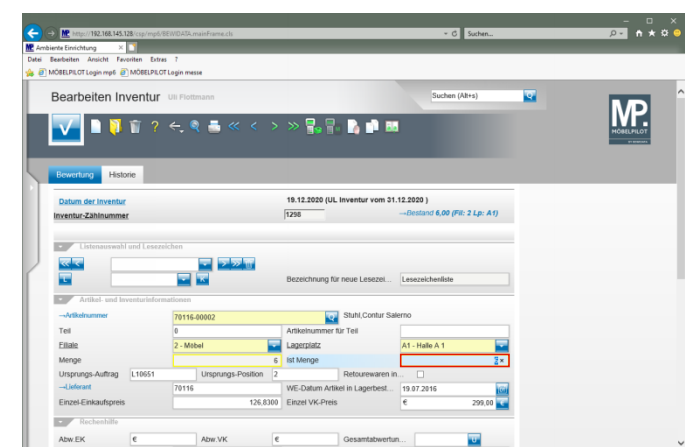 http://192.168.145.128/csp/mp6/BEWIDATA.mainFrame.cls
Suchen...
Ambiente Einrichtung
Datei Bearbeiten Ansicht Favoriten Extras ?
MÖBELPILOT Login mp6 MÖBELPILOT Login messe
Bearbeiten Inventur Uli Flottmann
Suchen (Alt+s)
MP.
MÖBELPILOT
Bewertung Historie
Datum der Inventur 19.12.2020 (UL Inventur vom 31.12.2020 )
Inventur-Zählnummer 1298 →Bestand 6,00 (Fil: 2 Lp: A1)
Listenauswahl und Lesezeichen
L K
Bezeichnung für neue Lesezei... Lesezeichenliste
Artikel- und Inventurinformationen
→Artikelnummer 70116-00002 Stuhl,Contur Salerno
Teil 0 Artikelnummer für Teil
Filiale 2 - Möbel Lagerplatz A1 - Halle A 1
Menge 6 Ist Menge
Ursprungs-Auftrag L10651 Ursprungs-Position 2 Retourewaren in...
→Lieferant 70116 WE-Datum Artikel in Lagerbest... 19.07.2016
Einzel-Einkaufspreis 126,8300 Einzel VK-Preis € 299,00 €
Rechenhilfe
Abw.EK € Abw.VK € Gesamtabwertun...